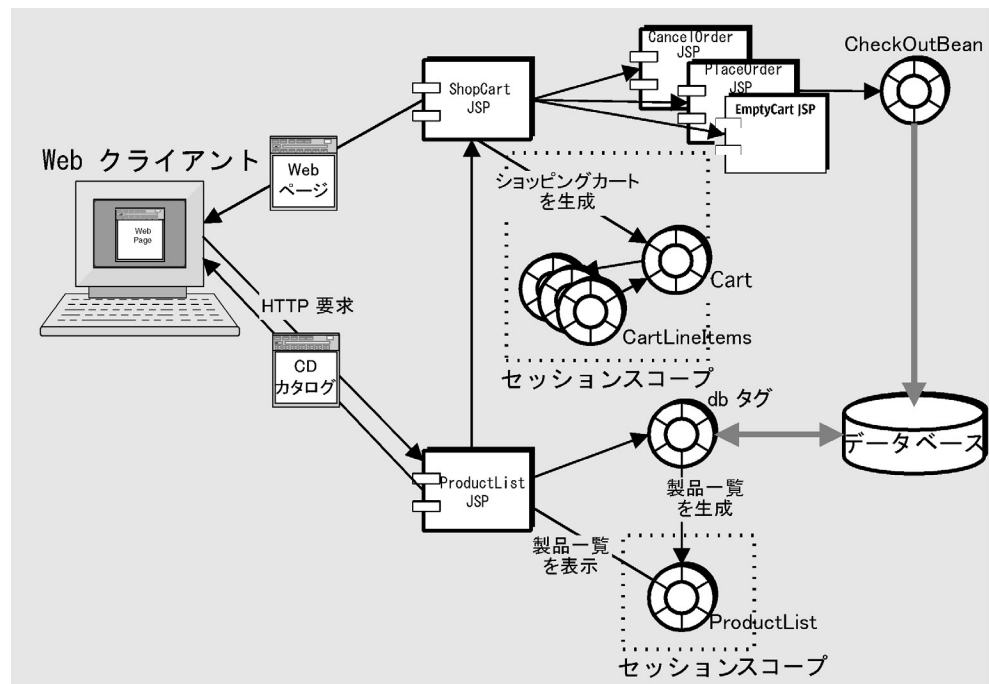 CancelOrder
JSP
CheckOutBean
PlaceOrder
JSP
EmptyCart JSP
ShopCart
JSP
Web クライアント
Web
ページ
Web
Page
ショッピングカート
を生成
Cart
CartLineItems
セッションスコープ
HTTP 要求
CD
カタログ
db タグ
データベース
ProductList
JSP
製品一覧
を生成
製品一覧
を表示
ProductList
セッションスコープ